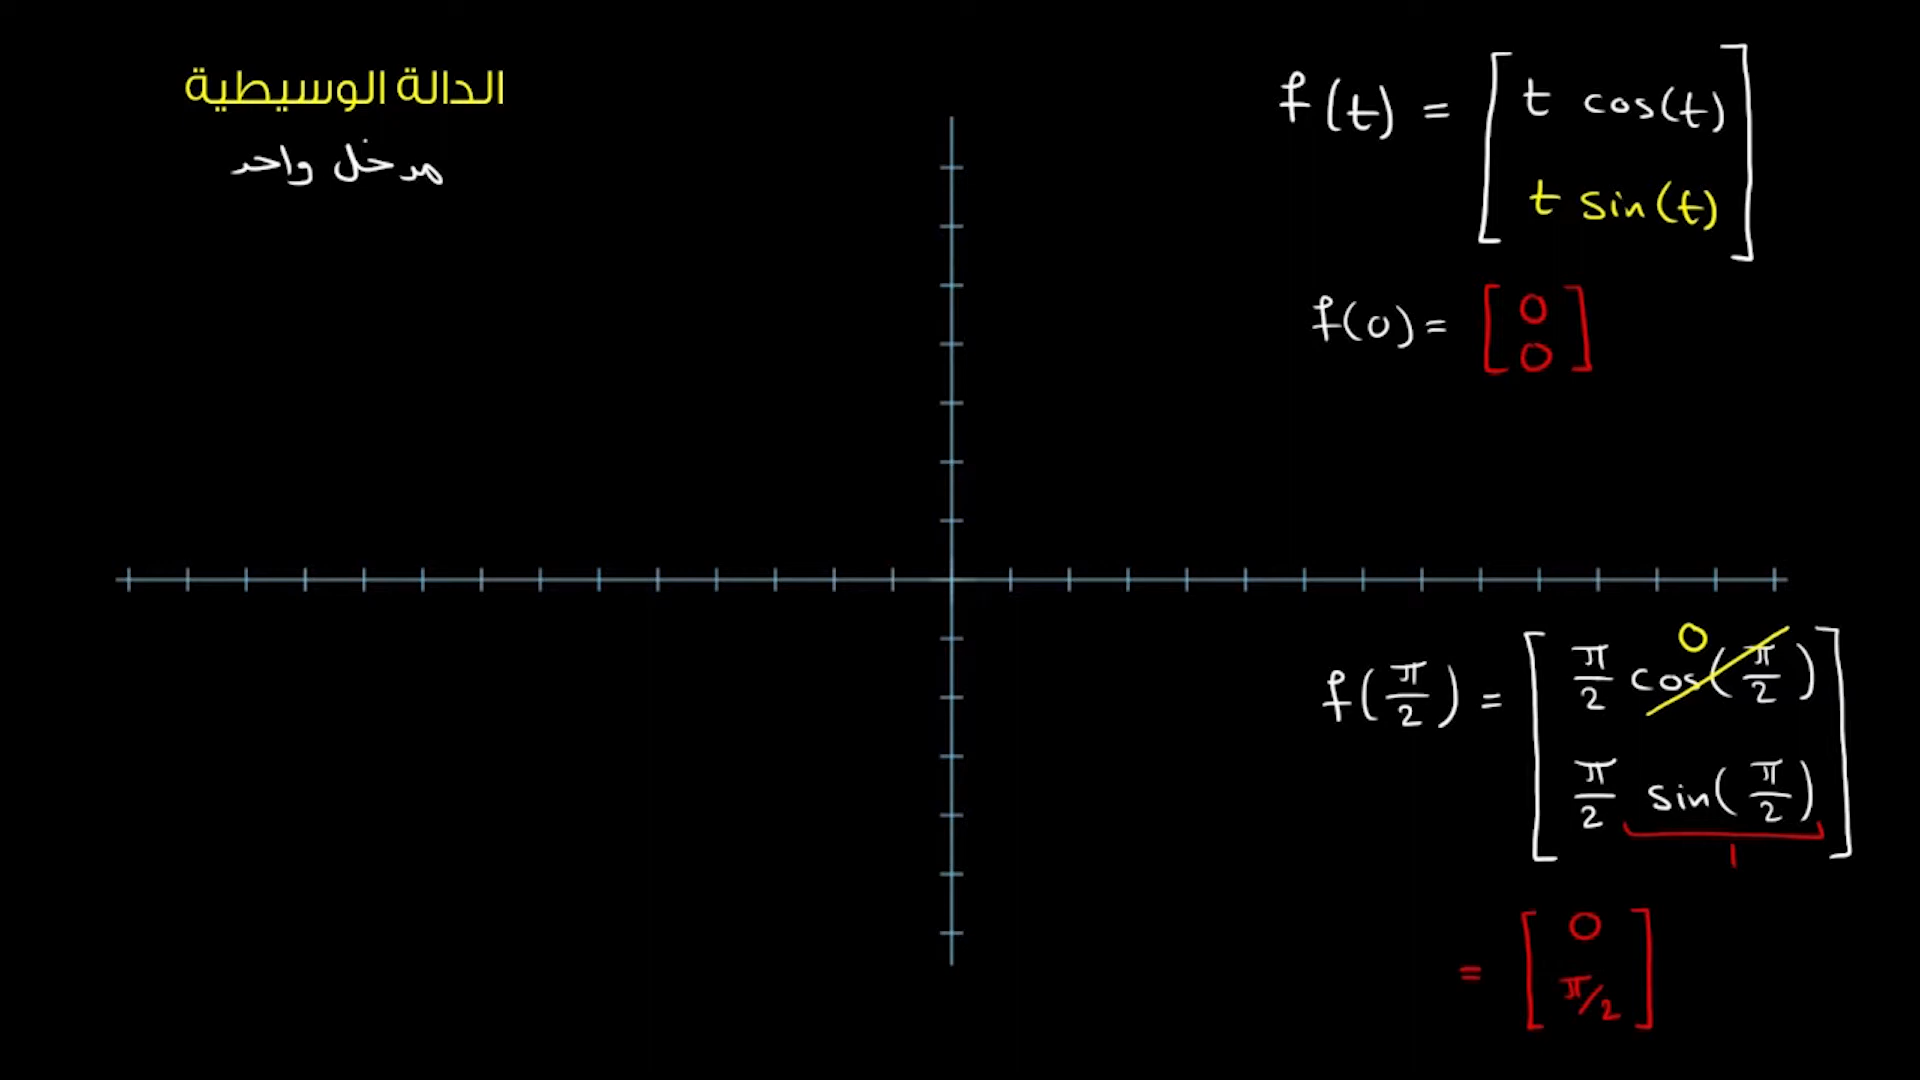 الدالة الوسيطية
مدخل واحد
f(t) = [ t cos(t)
t sin(t) ]
f(0) = [ 0
0 ]
f(π/2) = [ π/2 cos(π/2) 0
π/2 sin(π/2) ]
1
= [ 0
π/2 ]